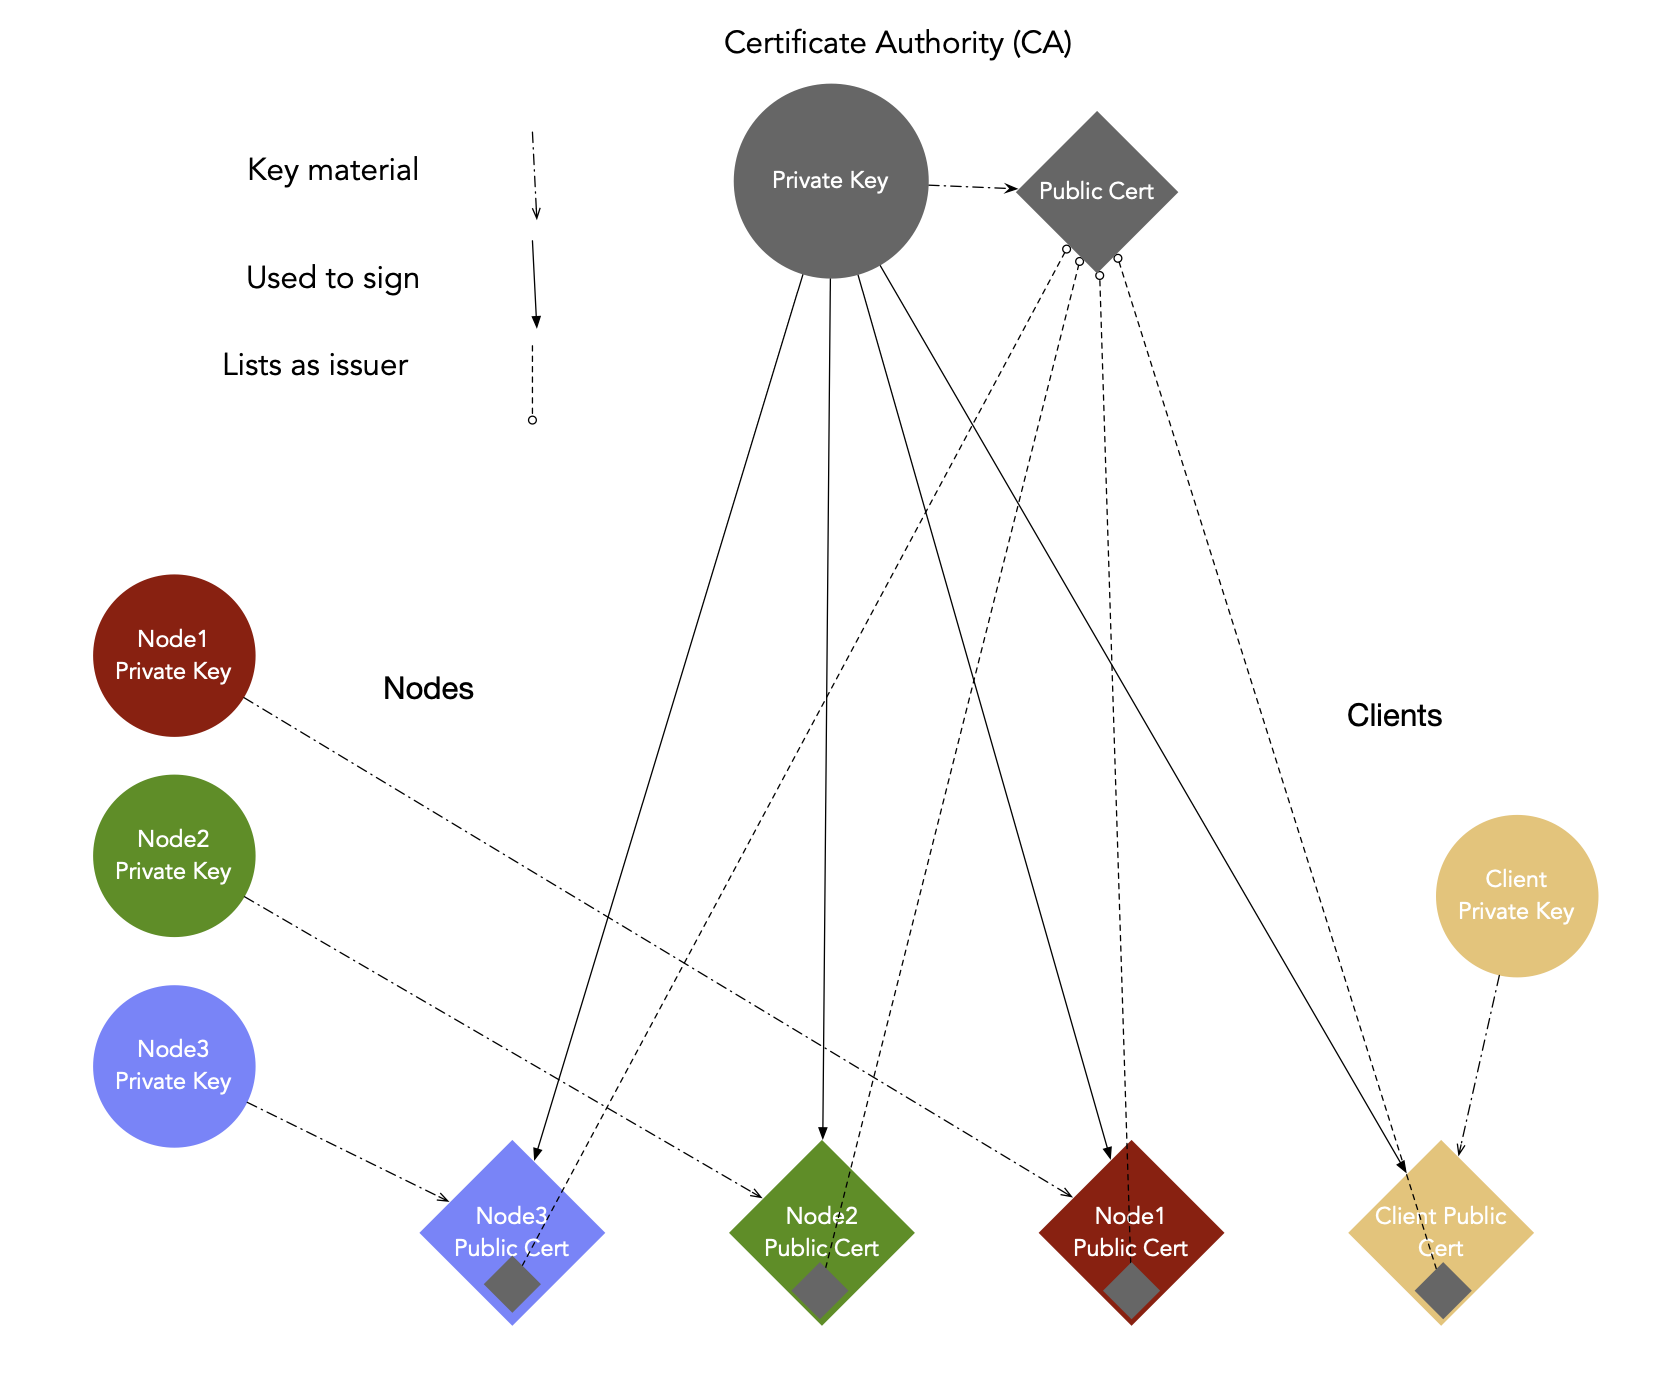 Certificate Authority (CA)
Private Key
Public Cert
Key material
Used to sign
Lists as issuer
Node1
Private Key
Nodes
Clients
Node2
Private Key
Client
Private Key
Node3
Private Key
Node3
Public Cert
Node2
Public Cert
Node1
Public Cert
Client Public
Cert